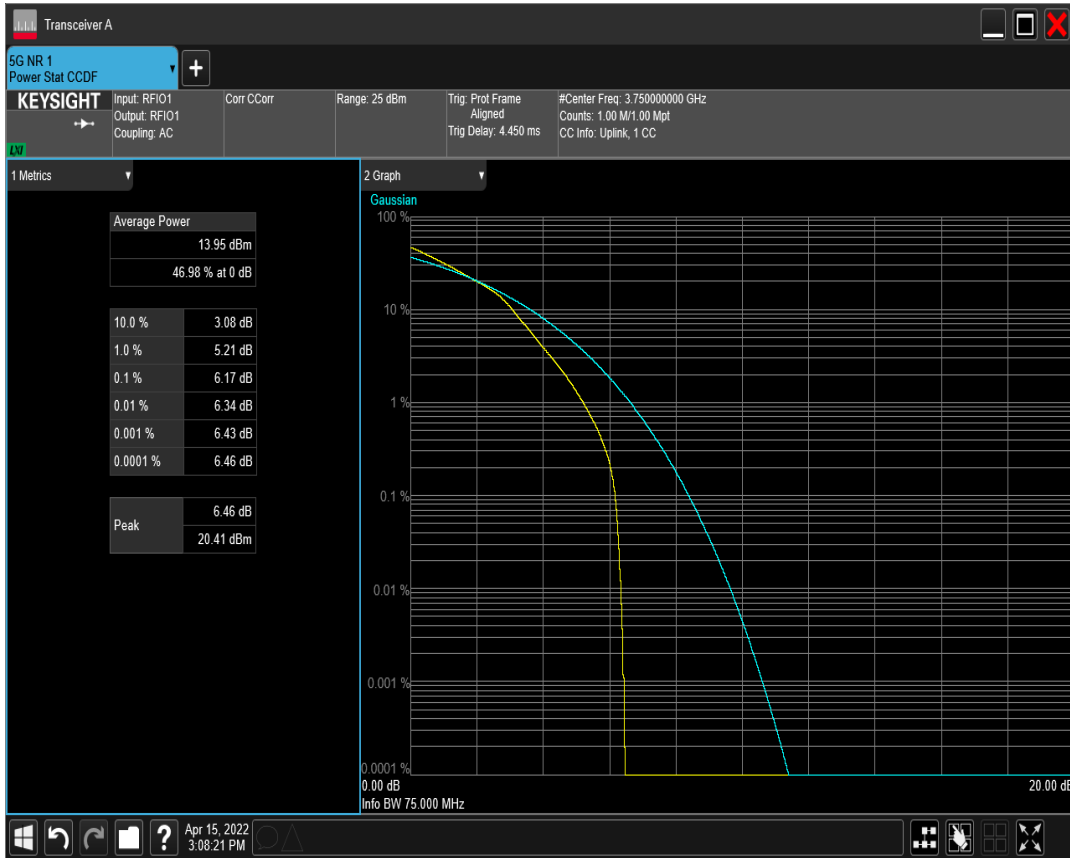 Transceiver A
5G NR 1
Power Stat CCDF
KEYSIGHT
LXI
Input: RFIO1
Output: RFIO1
Coupling: AC
Corr CCorr
Range: 25 dBm
Trig: Prot Frame
Aligned
Trig Delay: 4.450 ms
#Center Freq: 3.750000000 GHz
Counts: 1.00 M/1.00 Mpt
CC Info: Uplink, 1 CC
1 Metrics
Average Power
13.95 dBm
46.98 % at 0 dB
10.0 % 3.08 dB
1.0 % 5.21 dB
0.1 % 6.17 dB
0.01 % 6.34 dB
0.001 % 6.43 dB
0.0001 % 6.46 dB
Peak 6.46 dB
20.41 dBm
2 Graph
Gaussian
100 %
10 %
1 %
0.1 %
0.01 %
0.001 %
0.0001 %
0.00 dB 20.00 dB
Info BW 75.000 MHz
? Apr 15, 2022
3:08:21 PM